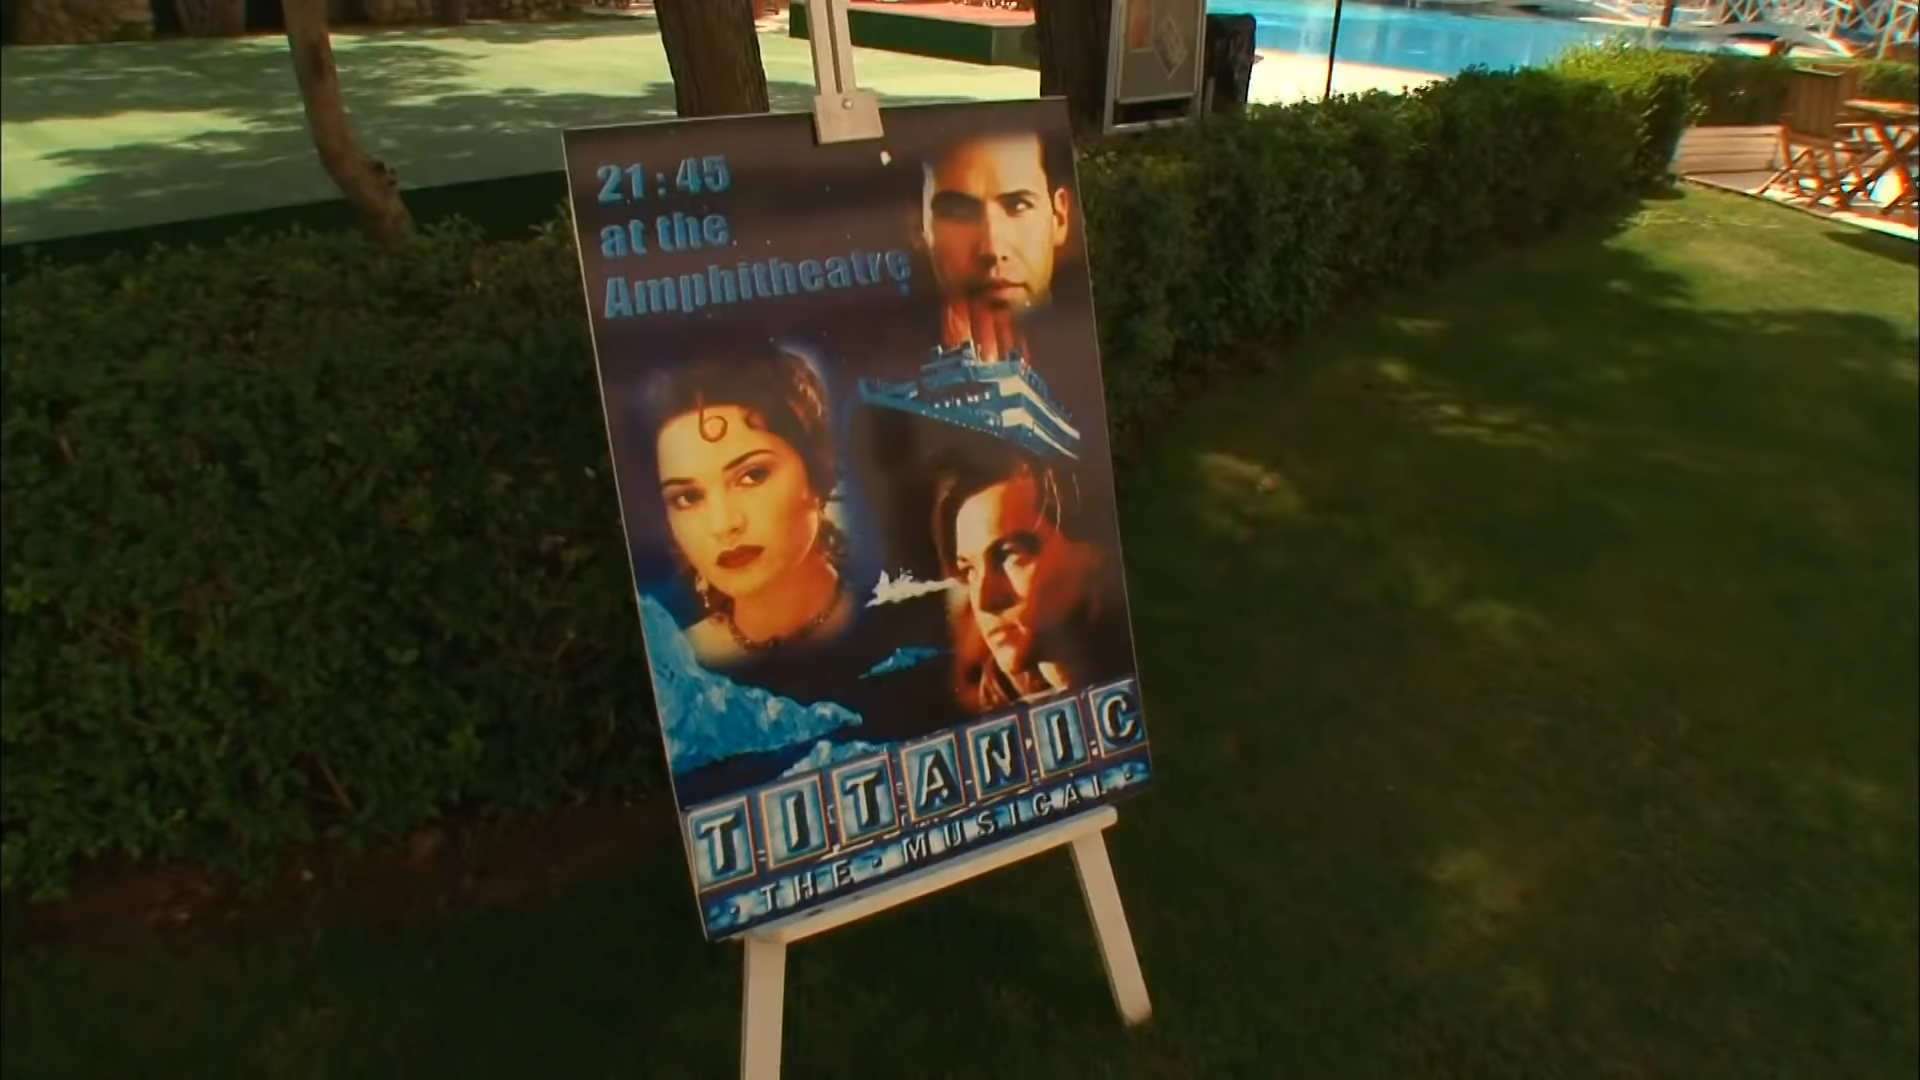 21:45
at the
Amphitheatre
TITANIC
THE MUSICAL